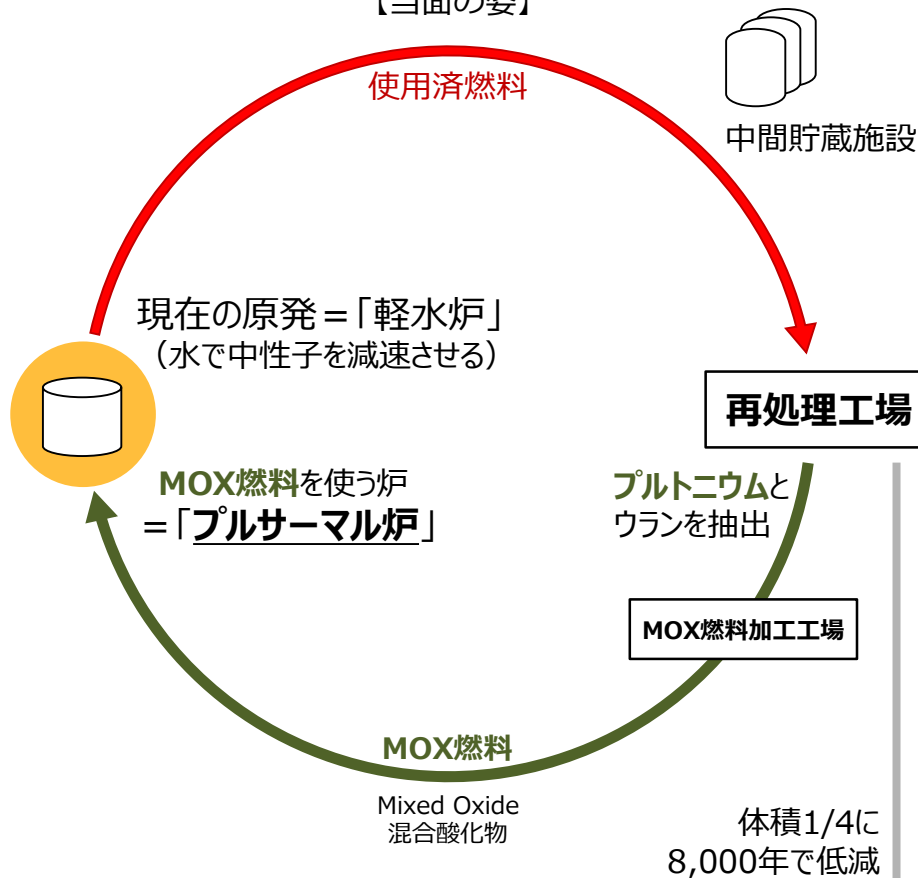 【当面の姿】
使用済燃料
中間貯蔵施設
現在の原発=「軽水炉」
（水で中性子を減速させる）
再処理工場
MOX燃料を使う炉
=「プルサーマル炉」
プルトニウムと
ウランを抽出
MOX燃料加工工場
MOX燃料
Mixed Oxide
混合酸化物
体積1/4に
8,000年で低減